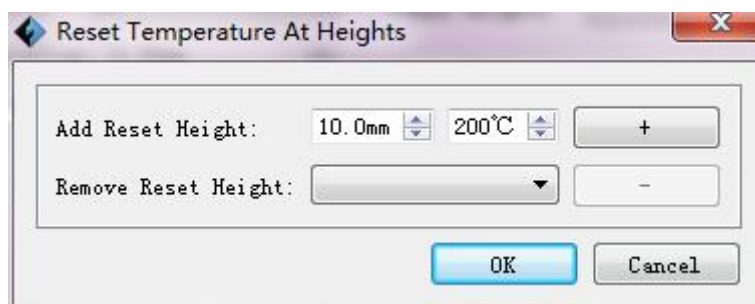 Reset Temperature At Heights
Add Reset Height: 10.0mm 200℃ +
Remove Reset Height: -
OK Cancel